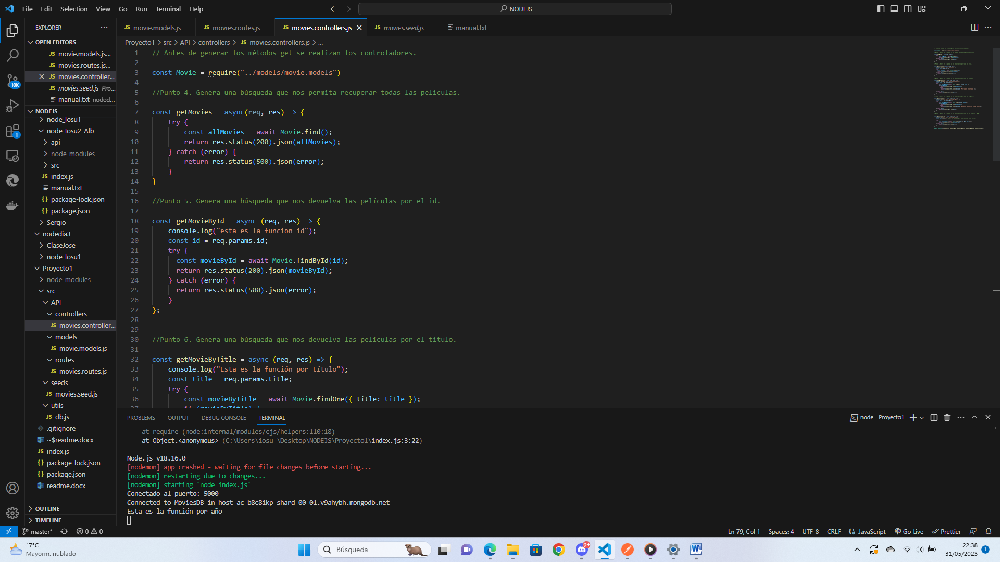 File Edit Selection View Go Run Terminal Help
NODEJS
EXPLORER
OPEN EDITORS
JS movie.models.js...
JS movies.routes.js...
JS movies.controller...
JS movies.seed.js Pro...
manual.txt noded...
NODEJS
node_Iosu1
node_Iosu2_Alb
api
node_modules
src
JS index.js
manual.txt
{} package-lock.json
{} package.json
Sergio
nodedia3
ClaseJose
node_Iosu1
Proyecto1
node_modules
src
API
controllers
JS movies.controller...
models
JS movie.models.js
routes
JS movies.routes.js
seeds
JS movies.seed.js
utils
JS db.js
.gitignore
~$readme.docx
JS index.js
{} package-lock.json
{} package.json
readme.docx
OUTLINE
TIMELINE
10K
1
JS movie.models.js JS movies.routes.js JS movies.controllers.js JS movies.seed.js manual.txt
Proyecto1 > src > API > controllers > JS movies.controllers.js > ...
1 // Antes de generar los métodos get se realizan los controladores.
2
3 const Movie = require("../models/movie.models")
4
5 //Punto 4. Genera una búsqueda que nos permita recuperar todas las películas.
6
7 const getMovies = async(req, res) => {
8 try {
9 const allMovies = await Movie.find();
10 return res.status(200).json(allMovies);
11 } catch (error) {
12 return res.status(500).json(error);
13 }
14 }
15
16 //Punto 5. Genera una búsqueda que nos devuelva las películas por el id.
17
18 const getMovieById = async (req, res) => {
19 console.log("esta es la funcion id");
20 const id = req.params.id;
21 try {
22 const movieById = await Movie.findById(id);
23 return res.status(200).json(movieById);
24 } catch (error) {
25 return res.status(500).json(error);
26 }
27 };
28
29
30 //Punto 6. Genera una búsqueda que nos devuelva las películas por el título.
31
32 const getMovieByTitle = async (req, res) => {
33 console.log("Esta es la función por título");
34 const title = req.params.title;
35 try {
36 const movieByTitle = await Movie.findOne({ title: title });
PROBLEMS OUTPUT DEBUG CONSOLE TERMINAL
node - Proyecto1
at require (node:internal/modules/cjs/helpers:110:18)
at Object.<anonymous> (C:\Users\iosu_\Desktop\NODEJS\Proyecto1\index.js:3:22)
Node.js v18.16.0
[nodemon] app crashed - waiting for file changes before starting...
[nodemon] restarting due to changes...
[nodemon] starting `node index.js`
Conectado al puerto: 5000
Connected to MoviesDB in host ac-b8c8ikp-shard-00-01.v9ahybh.mongodb.net
Esta es la función por año
master* 0 0 Ln 79, Col 1 Spaces: 4 UTF-8 CRLF {} JavaScript Go Live Prettier
17°C
Mayorm. nublado
Búsqueda
9+
22:38
31/05/2023
1